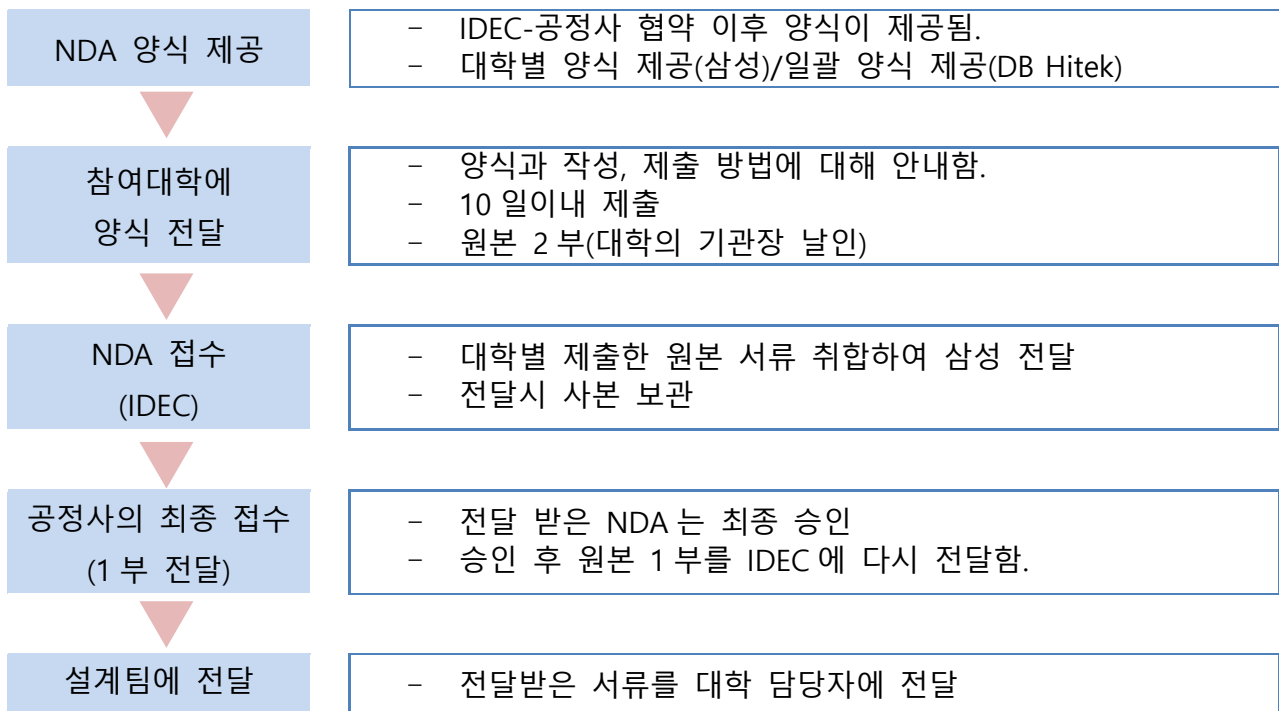 NDA 양식 제공
- IDEC-공정사 협약 이후 양식이 제공됨.
- 대학별 양식 제공(삼성)/일괄 양식 제공(DB Hitek)
참여대학에
양식 전달
- 양식과 작성, 제출 방법에 대해 안내함.
- 10 일이내 제출
- 원본 2 부(대학의 기관장 날인)
NDA 접수
(IDEC)
- 대학별 제출한 원본 서류 취합하여 삼성 전달
- 전달시 사본 보관
공정사의 최종 접수
(1 부 전달)
- 전달 받은 NDA 는 최종 승인
- 승인 후 원본 1 부를 IDEC 에 다시 전달함.
설계팀에 전달
- 전달받은 서류를 대학 담당자에 전달